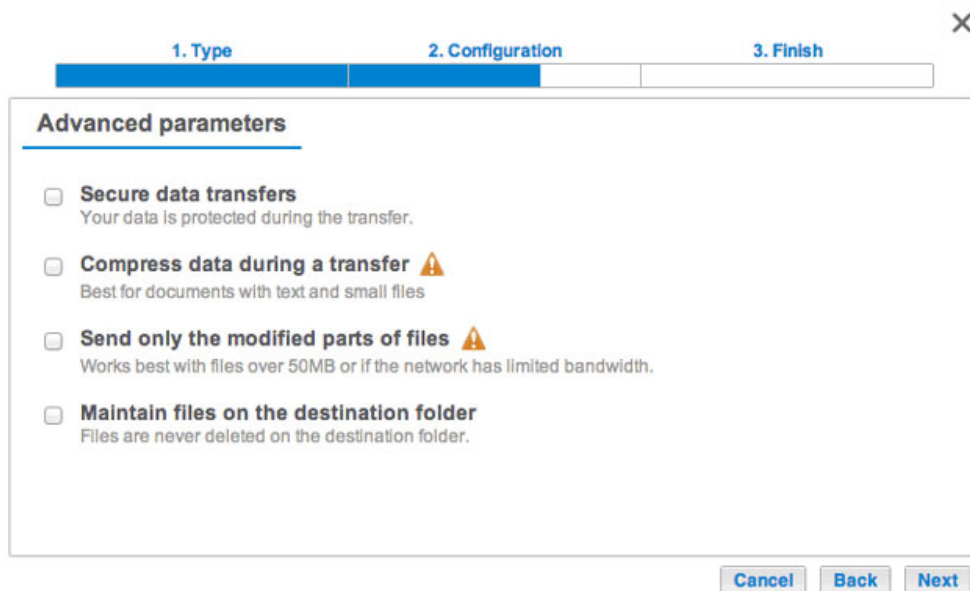 1. Type 2. Configuration 3. Finish
Advanced parameters
Secure data transfers
Your data is protected during the transfer.
Compress data during a transfer
Best for documents with text and small files
Send only the modified parts of files
Works best with files over 50MB or if the network has limited bandwidth.
Maintain files on the destination folder
Files are never deleted on the destination folder.
Cancel Back Next